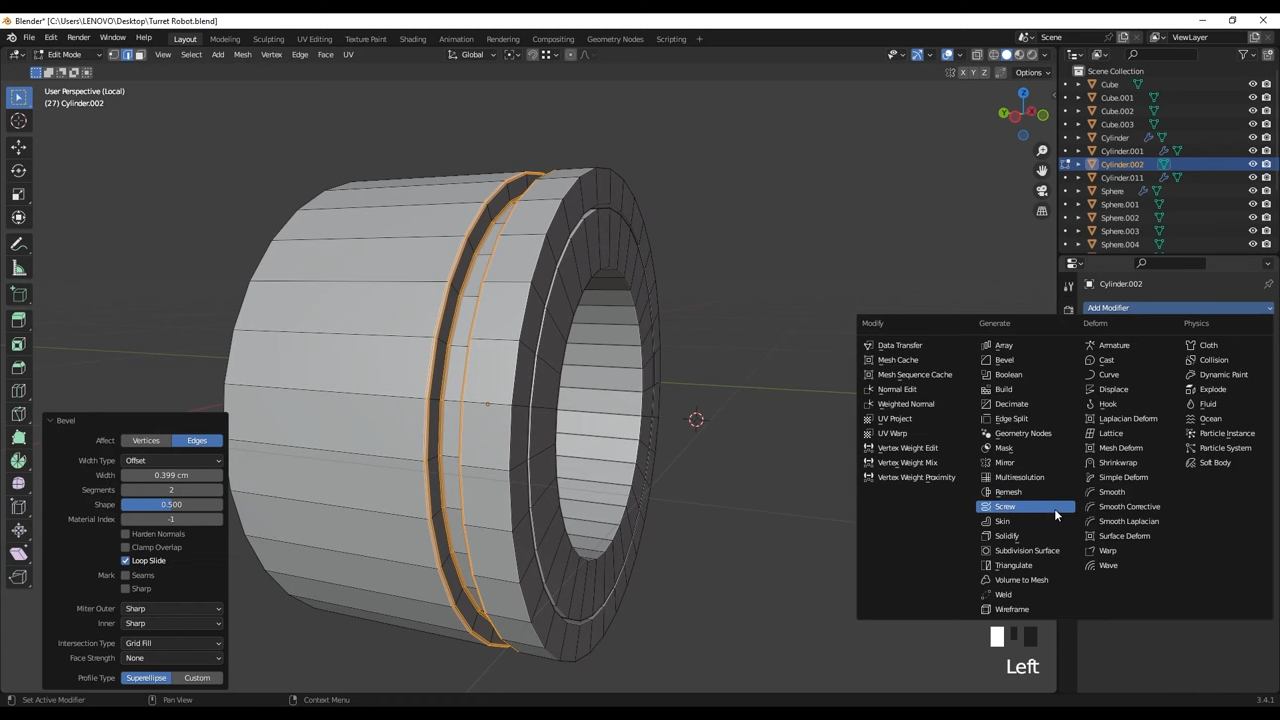 Blender* [C:\Users\LENOVO\Desktop\Turret Robot.blend]
File Edit Render Window Help Layout Modeling Sculpting UV Editing Texture Paint Shading Animation Rendering Compositing Geometry Nodes Scripting Scene ViewLayer
Edit Mode View Select Add Mesh Vertex Edge Face UV Global
X Y Z Options
User Perspective (Local)
(27) Cylinder.002
Z
Y
X
Scene Collection
Cube
Cube.001
Cube.002
Cube.003
Cylinder
Cylinder.001
Cylinder.002
Cylinder.011
Sphere
Sphere.001
Sphere.002
Sphere.003
Sphere.004
Cylinder.002
Add Modifier
Modify
Data Transfer
Mesh Cache
Mesh Sequence Cache
Normal Edit
Weighted Normal
UV Project
UV Warp
Vertex Weight Edit
Vertex Weight Mix
Vertex Weight Proximity
Generate
Array
Bevel
Boolean
Build
Decimate
Edge Split
Geometry Nodes
Mask
Mirror
Multiresolution
Remesh
Screw
Skin
Solidify
Subdivision Surface
Triangulate
Volume to Mesh
Weld
Wireframe
Deform
Armature
Cast
Curve
Displace
Hook
Laplacian Deform
Lattice
Mesh Deform
Shrinkwrap
Simple Deform
Smooth
Smooth Corrective
Smooth Laplacian
Surface Deform
Warp
Wave
Physics
Cloth
Collision
Dynamic Paint
Explode
Fluid
Ocean
Particle Instance
Particle System
Soft Body
Bevel
Affect Vertices Edges
Width Type Offset
Width 0.399 cm
Segments 2
Shape 0.500
Material Index -1
Harden Normals
Clamp Overlap
Loop Slide
Mark Seams
Sharp
Miter Outer Sharp
Inner Sharp
Intersection Type Grid Fill
Face Strength None
Profile Type Superellipse Custom
Left
Set Active Modifier Pan View Context Menu 3.4.1